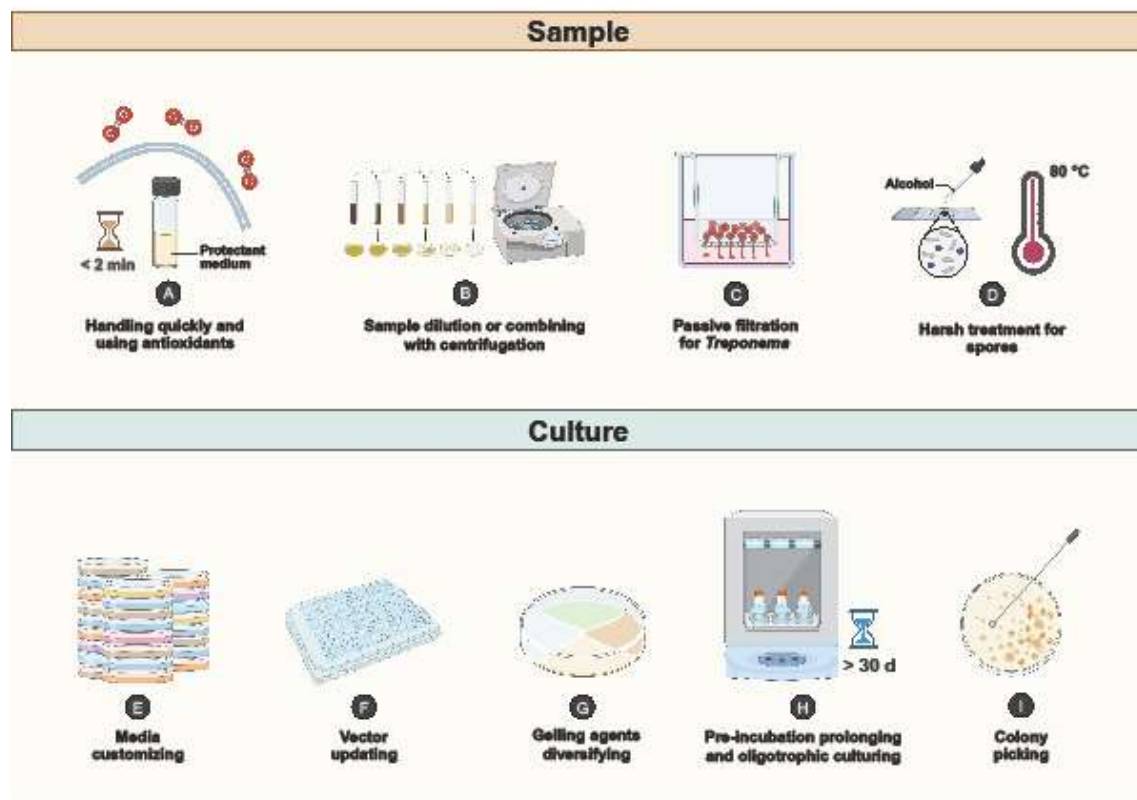 Sample
Alcohol
80 °C
Protectant
medium
< 2 min
A
B
C
D
Handling quickly and
using antioxidants
Sample dilution or combining
with centrifugation
Passive filtration
for Treponema
Harsh treatment for
spores
Culture
> 30 d
E
F
G
H
I
Media
customizing
Vector
updating
Gelling agents
diversifying
Pre-incubation prolonging
and oligotrophic culturing
Colony
picking